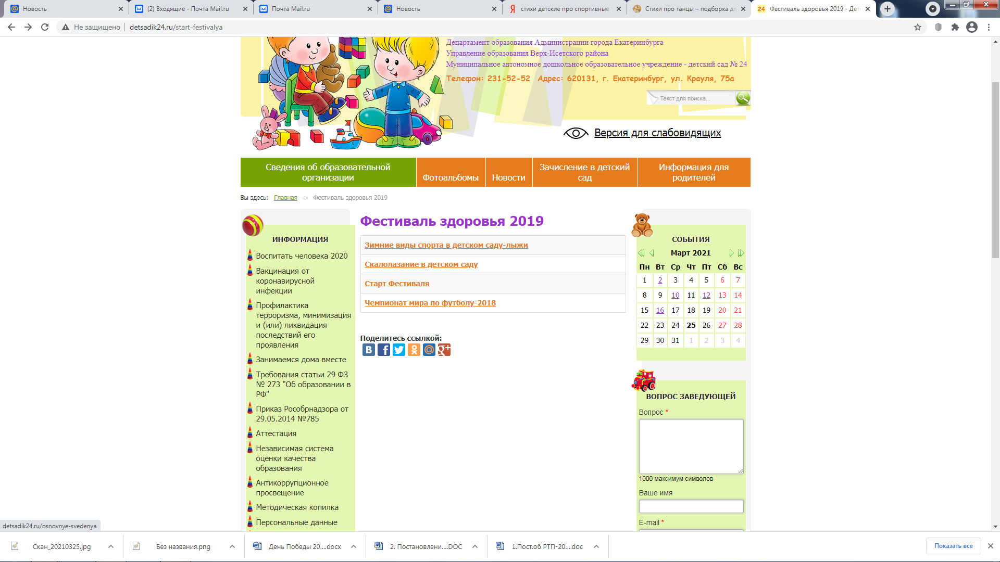 Новость
(2) Входящие - Почта Mail.ru
Почта Mail.ru
Новость
стихи детские про спортивные
Стихи про танцы – подборка дл
Фестиваль здоровья 2019 - Дет
Не защищено
detsadik24.ru/start-festivalya
Департамент образования Администрации города Екатеринбурга
Управление образования Верх-Исетского района
Муниципальное автономное дошкольное образовательное учреждение - детский сад № 24
Телефон: 231-52-52 Адрес: 620131, г. Екатеринбург, ул. Крауля, 75а
Текст для поиска...
Версия для слабовидящих
Сведения об образовательной
организации
Фотоальбомы
Новости
Зачисление в детский
сад
Информация для
родителей
Вы здесь: Главная -> Фестиваль здоровья 2019
ИНФОРМАЦИЯ
Воспитать человека 2020
Вакцинация от
коронавирусной
инфекции
Профилактика
терроризма, минимизация
и (или) ликвидация
последствий его
проявления
Занимаемся дома вместе
Требования статьи 29 ФЗ
№ 273 "Об образовании в
РФ"
Приказ Рособрнадзора от
29.05.2014 №785
Аттестация
Независимая система
оценки качества
образования
Антикоррупционное
просвещение
Методическая копилка
Персональные данные
Фестиваль здоровья 2019
Зимние виды спорта в детском саду-лыжи
Скалолазание в детском саду
Старт Фестиваля
Чемпионат мира по футболу-2018
Поделитесь ссылкой:
СОБЫТИЯ
Март 2021
Пн Вт Ср Чт Пт Сб Вс
1 2 3 4 5 6 7
8 9 10 11 12 13 14
15 16 17 18 19 20 21
22 23 24 25 26 27 28
29 30 31 1 2 3 4
ВОПРОС ЗАВЕДУЮЩЕЙ
Вопрос *
1000 максимум символов
Ваше имя
E-mail *
detsadik24.ru/osnovnye-svedenya
Скан_20210325.jpg
Без названия.png
День Победы 20....docx
2. Постановлени....DOC
1.Пост.об РТП-20....doc
Показать все